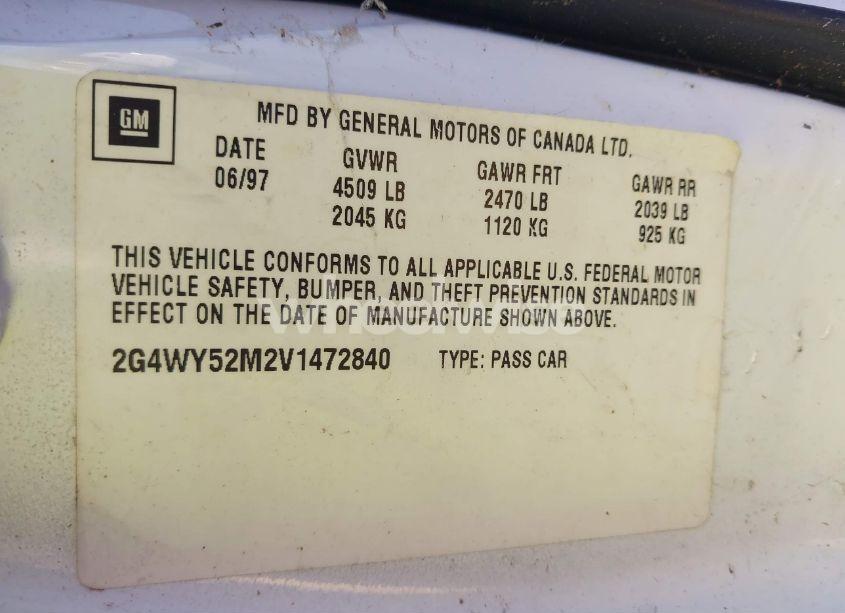 GM
MFD BY GENERAL MOTORS OF CANADA LTD.
DATE GVWR GAWR FRT GAWR RR
06/97 4509 LB 2470 LB 2039 LB
2045 KG 1120 KG 925 KG
THIS VEHICLE CONFORMS TO ALL APPLICABLE U.S. FEDERAL MOTOR
VEHICLE SAFETY, BUMPER, AND THEFT PREVENTION STANDARDS IN
EFFECT ON THE DATE OF MANUFACTURE SHOWN ABOVE.
2G4WY52M2V1472840 TYPE: PASS CAR